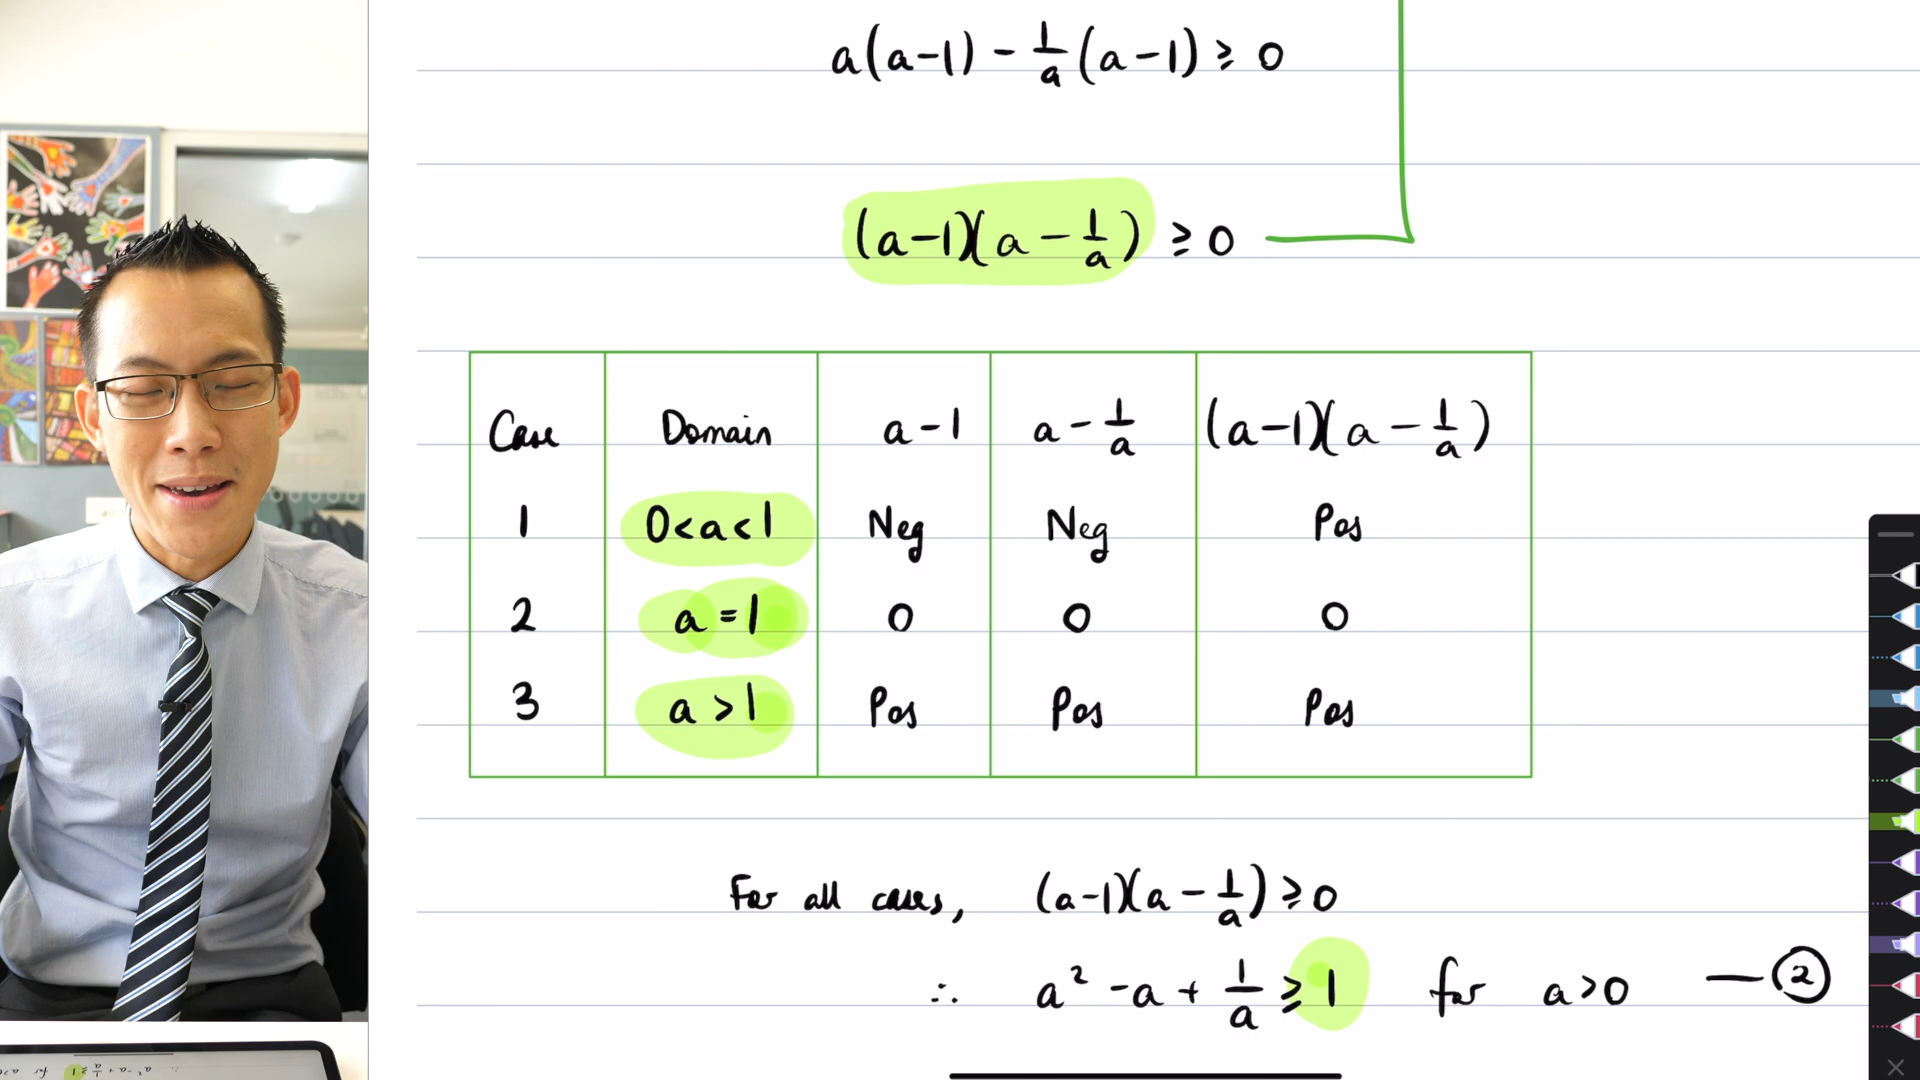 a(a-1) - 1/a (a-1) ≥ 0
(a-1)(a - 1/a) ≥ 0
Case Domain a-1 a - 1/a (a-1)(a - 1/a)
1 0<a<1 Neg Neg Pos
2 a=1 0 0 0
3 a>1 Pos Pos Pos
For all cases, (a-1)(a - 1/a) ≥ 0
∴ a² - a + 1/a ≥ 1 for a>0 — ②